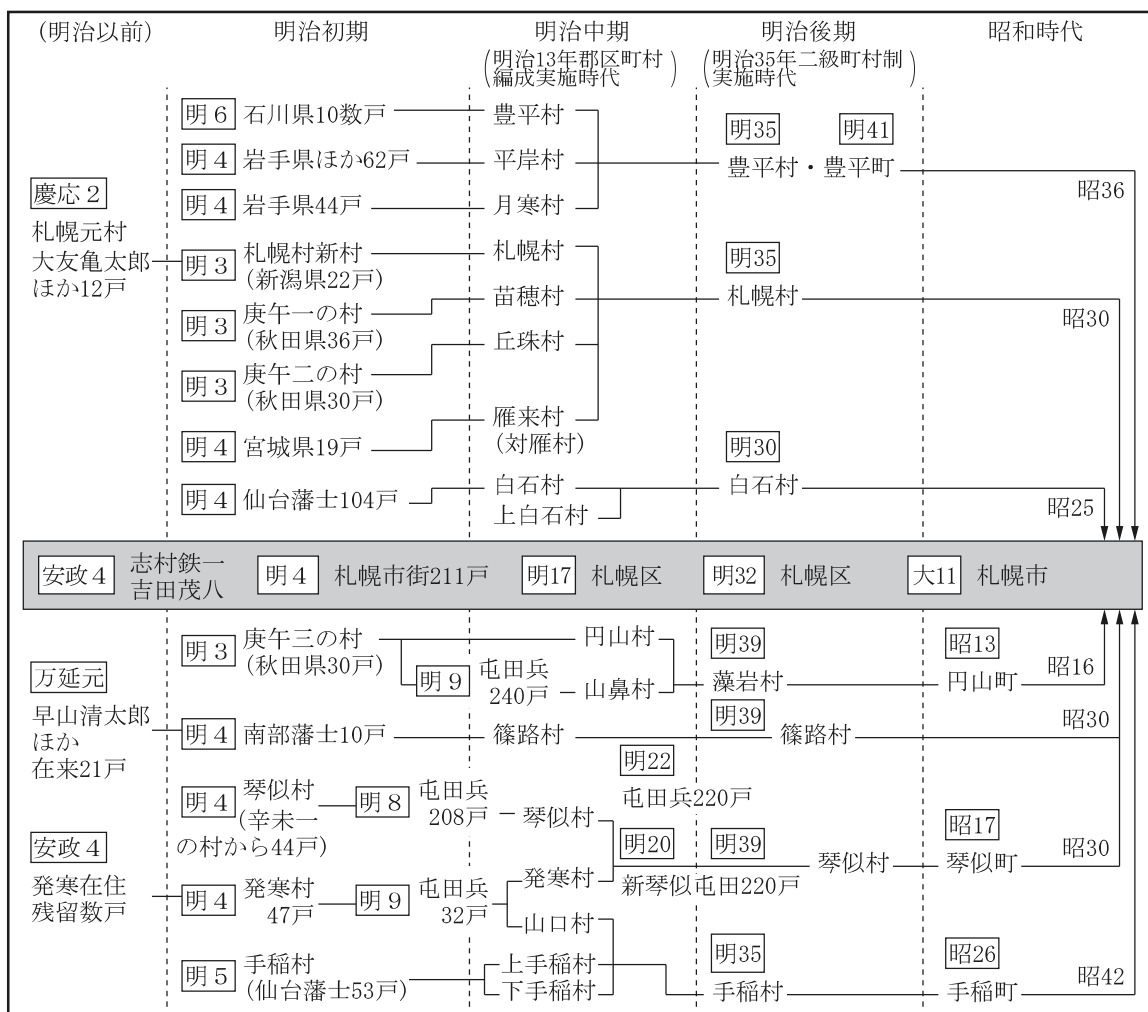 (明治以前)
明治初期
明治中期
(明治13年郡区町村
編成実施時代)
明治後期
(明治35年二級町村制
実施時代)
昭和時代
明6 石川県10数戸
豊平村
明4 岩手県ほか62戸
平岸村
明35 明41
豊平村・豊平町
昭36
慶応2
札幌元村
大友亀太郎
ほか12戸
明4 岩手県44戸
月寒村
明3 札幌村新村
(新潟県22戸)
札幌村
明35
札幌村
昭30
明3 庚午一の村
(秋田県36戸)
苗穂村
明3 庚午二の村
(秋田県30戸)
丘珠村
明4 宮城県19戸
雁来村
(対雁村)
明4 仙台藩士104戸
白石村
上白石村
明30
白石村
昭25
安政4 志村鉄一
吉田茂八
明4 札幌市街211戸
明17 札幌区
明32 札幌区
大11 札幌市
明3 庚午三の村
(秋田県30戸)
円山村
明9 屯田兵
240戸
山鼻村
明39
藻岩村
昭13
円山町
昭16
万延元
早山清太郎
ほか
在来21戸
明4 南部藩士10戸
篠路村
明39
篠路村
昭30
明4 琴似村
(辛未一
の村から44戸)
明8 屯田兵
208戸
琴似村
明22
屯田兵220戸
明20 明39
新琴似屯田220戸
琴似村
昭17
琴似町
昭30
安政4
発寒在住
残留数戸
明4 発寒村
47戸
明9 屯田兵
32戸
発寒村
山口村
明5 手稲村
(仙台藩士53戸)
上手稲村
下手稲村
明35
手稲村
昭26
手稲町
昭42